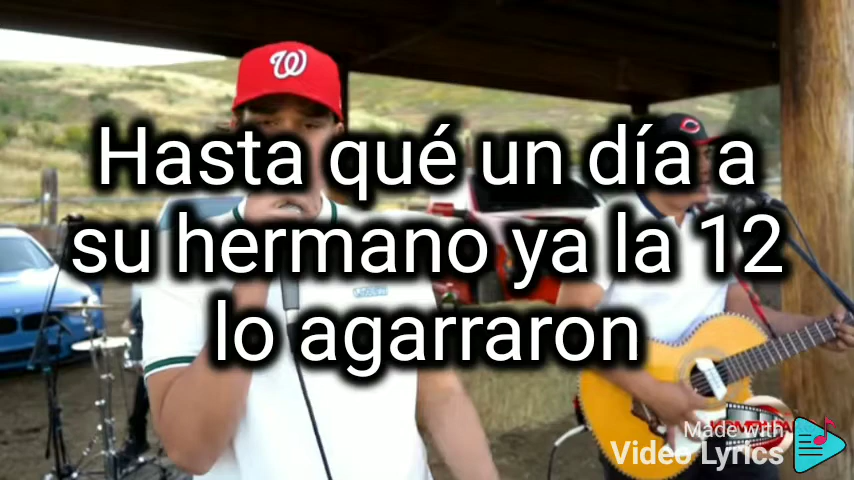 W
Hasta qué un día a
su hermano ya la 12
lo agarraron
Made with
Video Lyrics